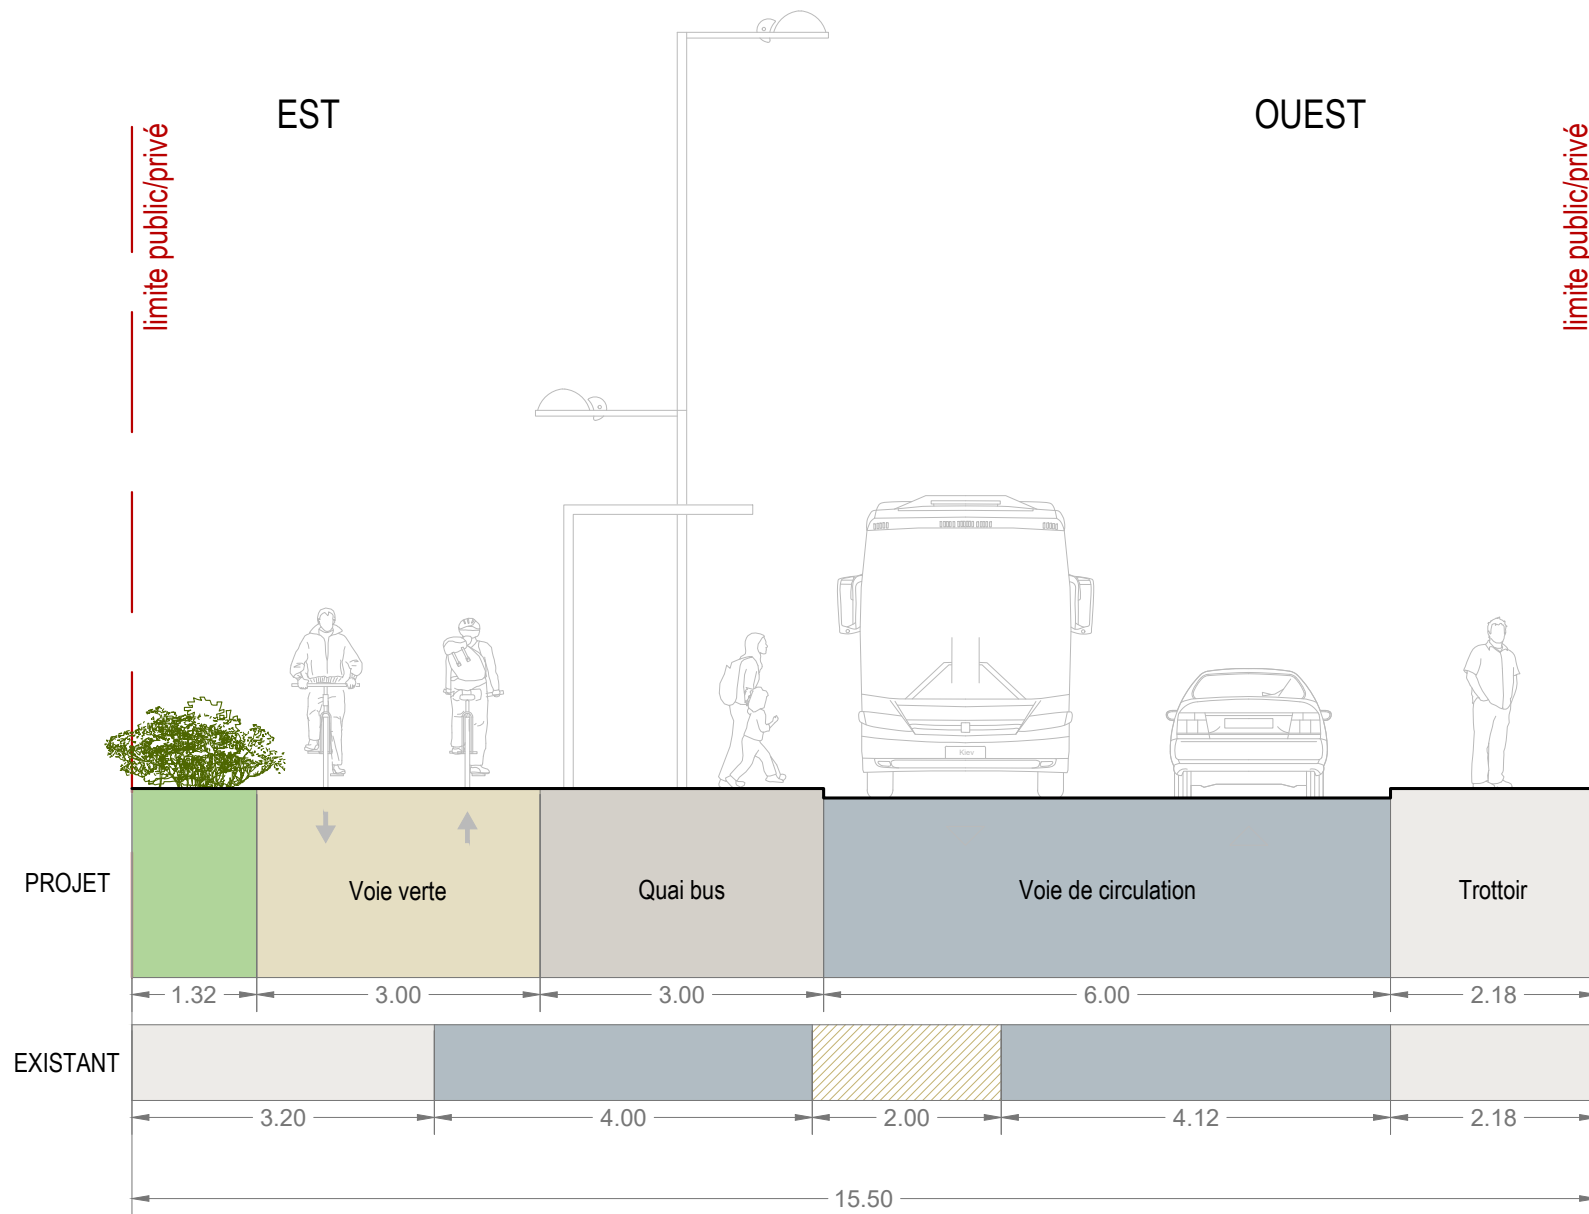 EST
OUEST
limite public/privé
limite public/privé
Kiev
PROJET
Voie verte
Quai bus
Voie de circulation
Trottoir
1.32
3.00
3.00
6.00
2.18
EXISTANT
3.20
4.00
2.00
4.12
2.18
15.50